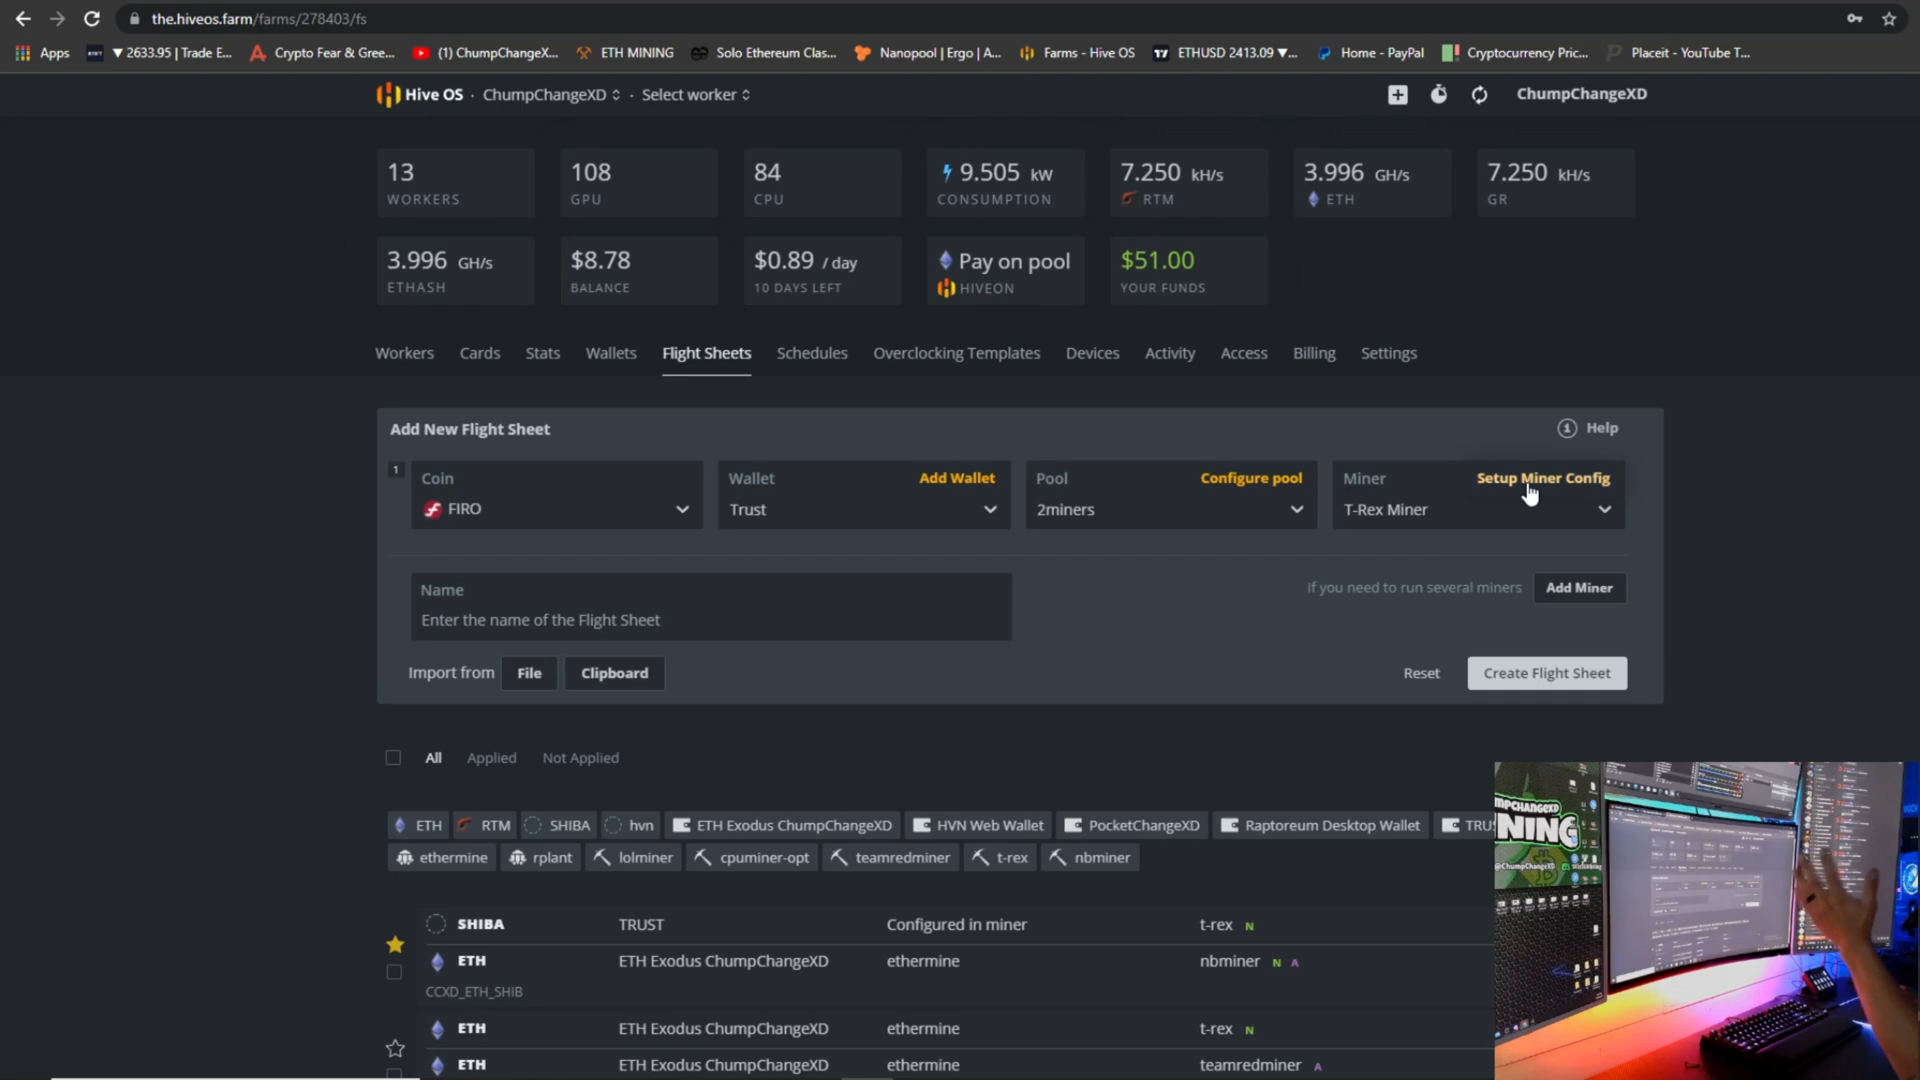 the.hiveos.farm/farms/278403/fs
Apps ▼ 2633.95 | Trade E... Crypto Fear & Gree... (1) ChumpChangeX... ETH MINING Solo Ethereum Clas... Nanopool | Ergo | A... Farms - Hive OS ETHUSD 2413.09 ▼... Home - PayPal Cryptocurrency Pric... Placeit - YouTube T...
Hive OS · ChumpChangeXD · Select worker ChumpChangeXD
13 108 84 9.505 kW 7.250 kH/s 3.996 GH/s 7.250 kH/s
WORKERS GPU CPU CONSUMPTION RTM ETH GR
3.996 GH/s $8.78 $0.89 / day Pay on pool $51.00
ETHASH BALANCE 10 DAYS LEFT HIVEON YOUR FUNDS
Workers Cards Stats Wallets Flight Sheets Schedules Overclocking Templates Devices Activity Access Billing Settings
Add New Flight Sheet Help
1 Coin Wallet Add Wallet Pool Configure pool Miner Setup Miner Config
FIRO Trust 2miners T-Rex Miner
Name
Enter the name of the Flight Sheet
If you need to run several miners Add Miner
Import from File Clipboard Reset Create Flight Sheet
All Applied Not Applied
ETH RTM SHIBA hvn ETH Exodus ChumpChangeXD HVN Web Wallet PocketChangeXD Raptoreum Desktop Wallet TRUS
ethermine rplant lolminer cpuminer-opt teamredminer t-rex nbminer
SHIBA TRUST Configured in miner t-rex N
ETH ETH Exodus ChumpChangeXD ethermine nbminer N A
CCXD_ETH_SHIB
ETH ETH Exodus ChumpChangeXD ethermine t-rex N
ETH ETH Exodus ChumpChangeXD ethermine teamredminer A
MPCHANGEXD
NING
@ChumpChangeXD